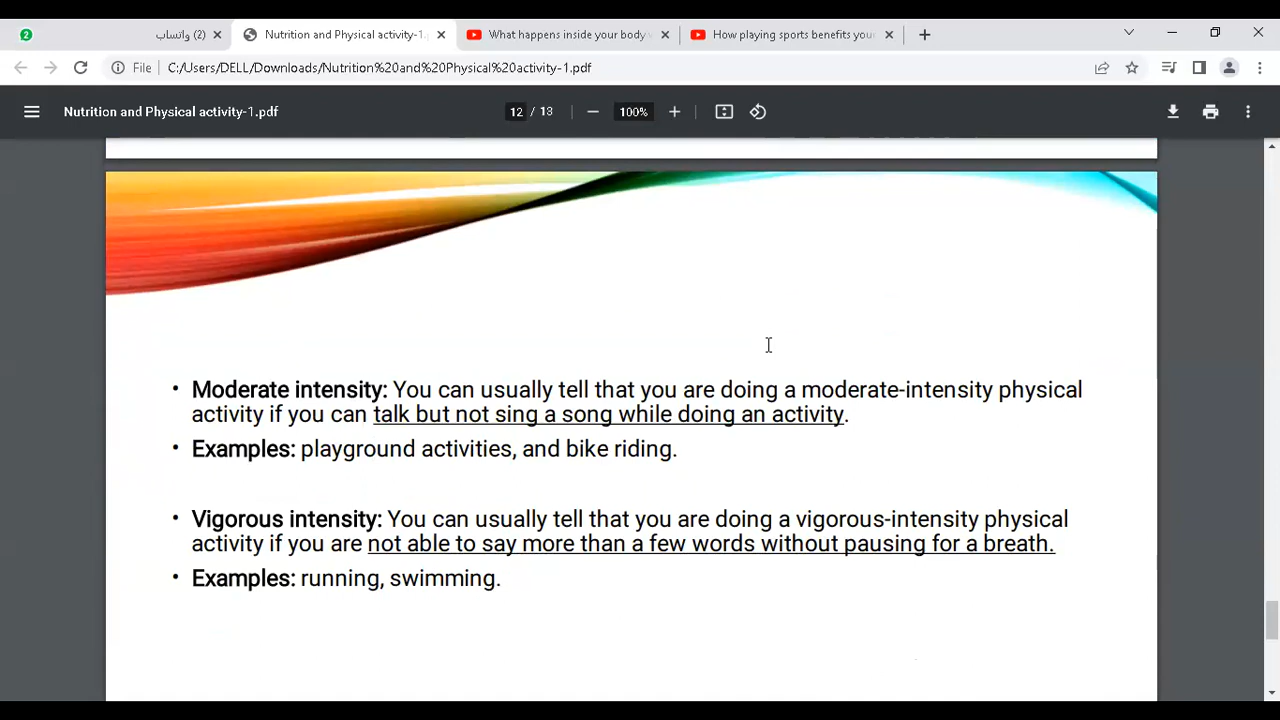 2
(2) واتساب
Nutrition and Physical activity-1.
What happens inside your body
How playing sports benefits your
File
C:/Users/DELL/Downloads/Nutrition%20and%20Physical%20activity-1.pdf
Nutrition and Physical activity-1.pdf
12 / 13
100%
• Moderate intensity: You can usually tell that you are doing a moderate-intensity physical
activity if you can talk but not sing a song while doing an activity.
• Examples: playground activities, and bike riding.
• Vigorous intensity: You can usually tell that you are doing a vigorous-intensity physical
activity if you are not able to say more than a few words without pausing for a breath.
• Examples: running, swimming.